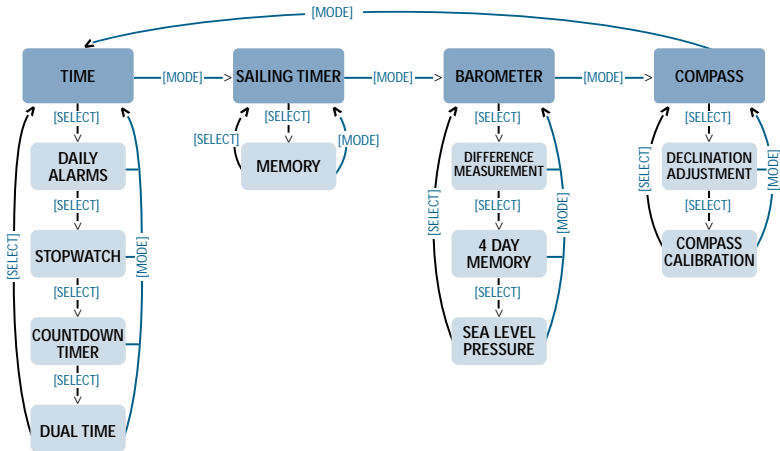 [MODE]
TIME
[MODE]
SAILING TIMER
[MODE]
BAROMETER
[MODE]
COMPASS
[SELECT]
[SELECT]
[SELECT]
[SELECT]
[SELECT]
[MODE]
DAILY
ALARMS
MEMORY
DIFFERENCE
MEASUREMENT
DECLINATION
ADJUSTMENT
[SELECT]
[MODE]
[SELECT]
[SELECT]
[SELECT]
[SELECT]
[MODE]
[SELECT]
[MODE]
STOPWATCH
4 DAY
MEMORY
COMPASS
CALIBRATION
[SELECT]
[SELECT]
COUNTDOWN
TIMER
SEA LEVEL
PRESSURE
[SELECT]
DUAL TIME